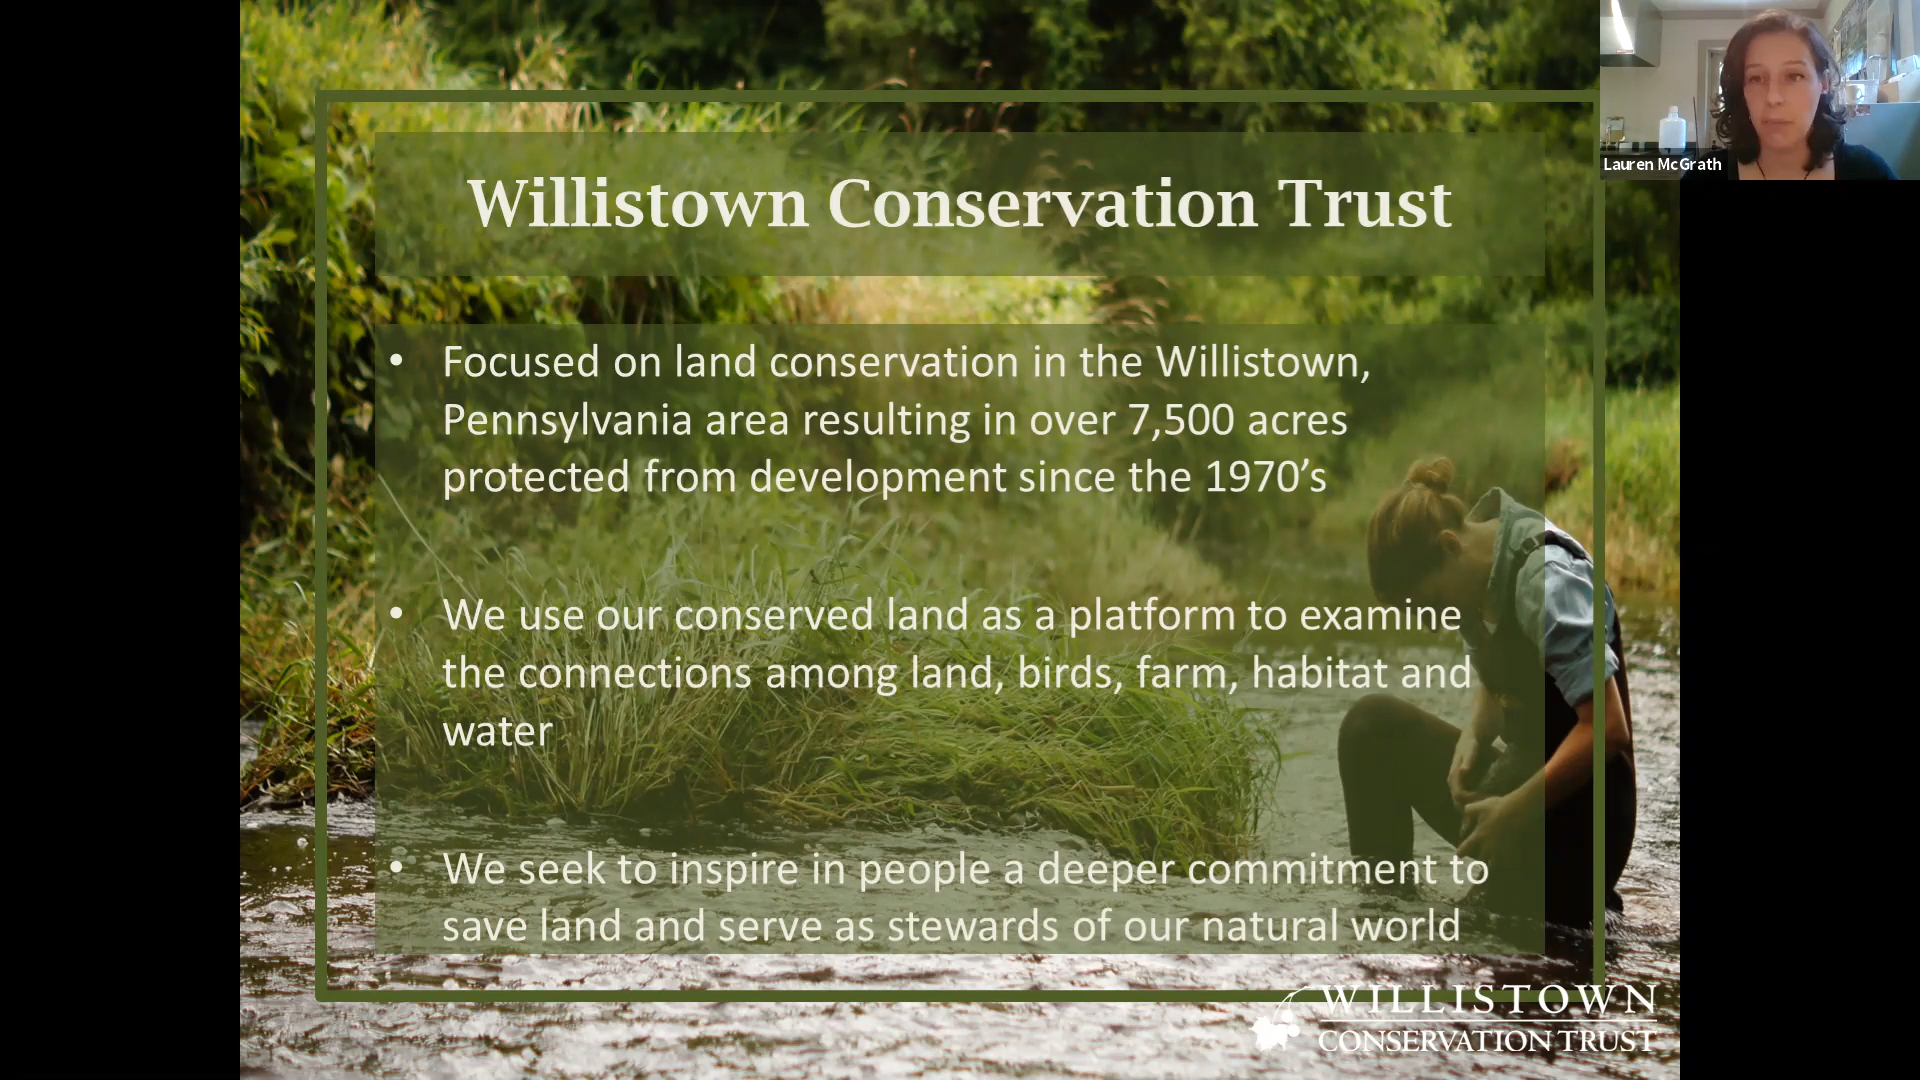 Lauren McGrath
Willistown Conservation Trust
• Focused on land conservation in the Willistown,
Pennsylvania area resulting in over 7,500 acres
protected from development since the 1970’s
• We use our conserved land as a platform to examine
the connections among land, birds, farm, habitat and
water
• We seek to inspire in people a deeper commitment to
save land and serve as stewards of our natural world
WILLISTOWN
CONSERVATION TRUST